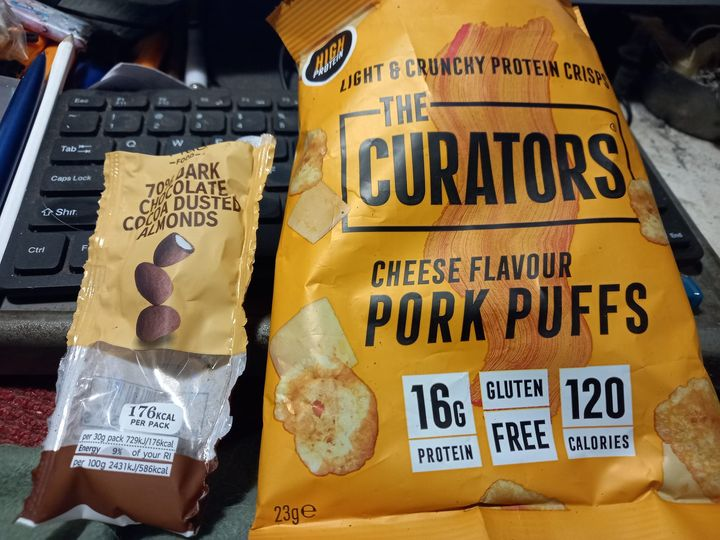 FOOD
70% DARK
CHOCOLATE
COCOA DUSTED
ALMONDS
176KCAL
PER PACK
per 30g pack 729kJ/176kcal
Energy 9% of your RI
per 100g 2431kJ/586kcal
HIGH
PROTEIN
LIGHT & CRUNCHY PROTEIN CRISPS
THE
CURATORS
CHEESE FLAVOUR
PORK PUFFS
16G
PROTEIN
GLUTEN
FREE
120
CALORIES
23g℮
Esc
Tab
Q
W
Caps Lock
Shift
Ctrl